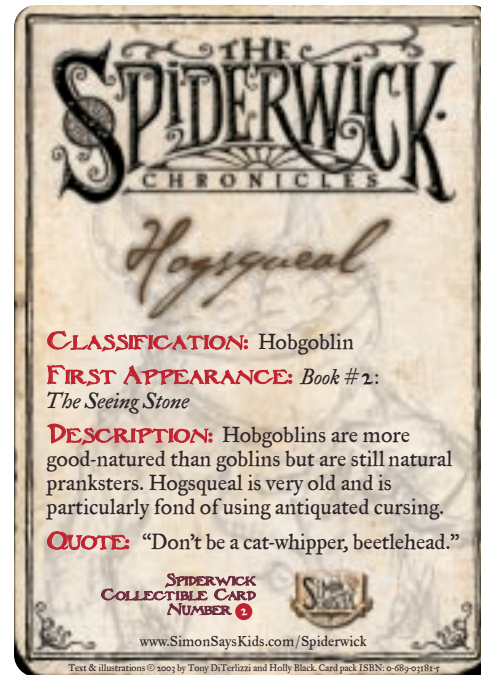 THE
SPIDERWICK
CHRONICLES
Hogsqueal
CLASSIFICATION: Hobgoblin
FIRST APPEARANCE: Book #2:
The Seeing Stone
DESCRIPTION: Hobgoblins are more
good-natured than goblins but are still natural
pranksters. Hogsqueal is very old and is
particularly fond of using antiquated cursing.
QUOTE: “Don’t be a cat-whipper, beetlehead.”
SPIDERWICK
COLLECTIBLE CARD
NUMBER 2
www.SimonSaysKids.com/Spiderwick
Text & illustrations © 2003 by Tony DiTerlizzi and Holly Black. Card pack ISBN: 0-689-03181-5